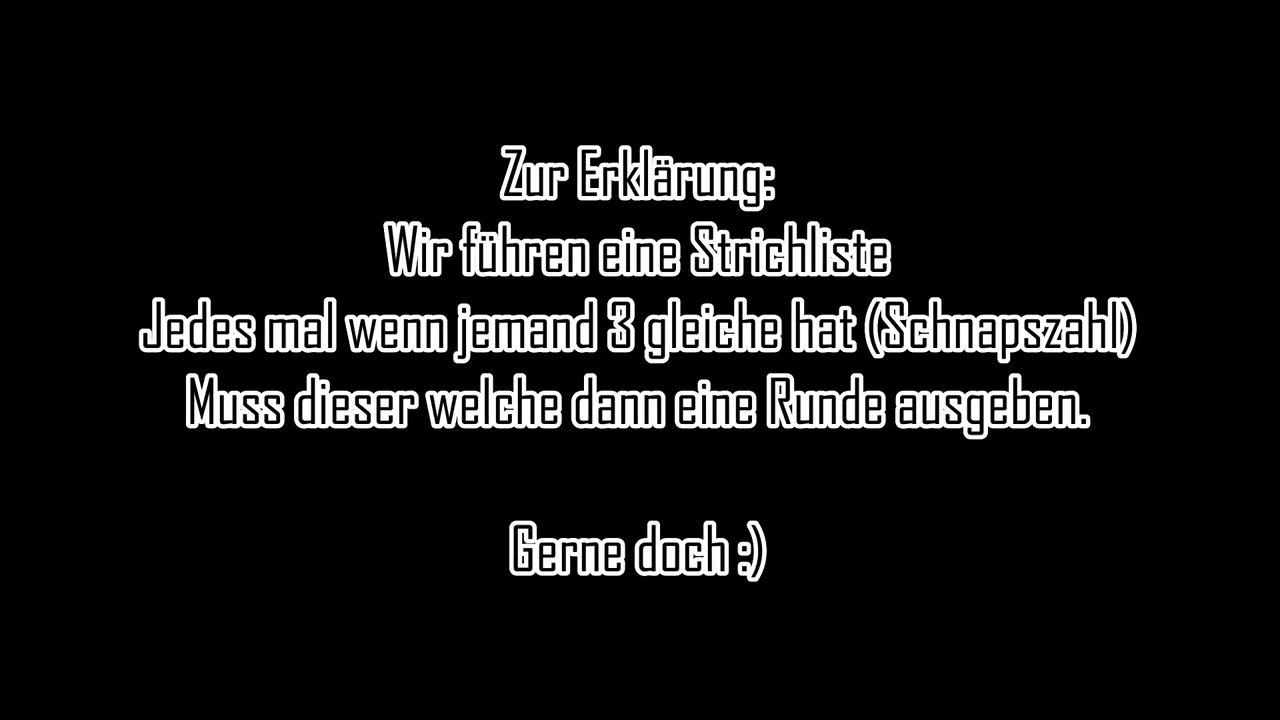 Zur Erklärung:
Wir führen eine Strichliste
Jedes mal wenn jemand 3 gleiche hat (Schnapszahl)
Muss dieser welche dann eine Runde ausgeben.
Gerne doch :)